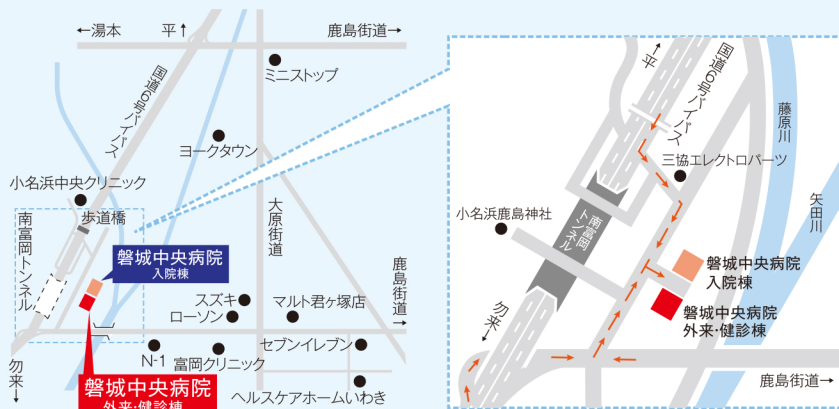 ←湯本
平↑
鹿島街道→
ミニストップ
国道6号バイパス
ヨークタウン
小名浜中央クリニック
歩道橋
南富岡トンネル
大原街道
磐城中央病院
入院棟
鹿島街道→
スズキ
ローソン
マルト君ヶ塚店
N-1
富岡クリニック
セブンイレブン
勿来↓
磐城中央病院
外来・健診棟
ヘルスケアホームいわき
↑平
国道6号バイパス
藤原川
三協エレクトロパーツ
矢田川
小名浜鹿島神社
南富岡トンネル
磐城中央病院
入院棟
磐城中央病院
外来・健診棟
勿来↓
鹿島街道→